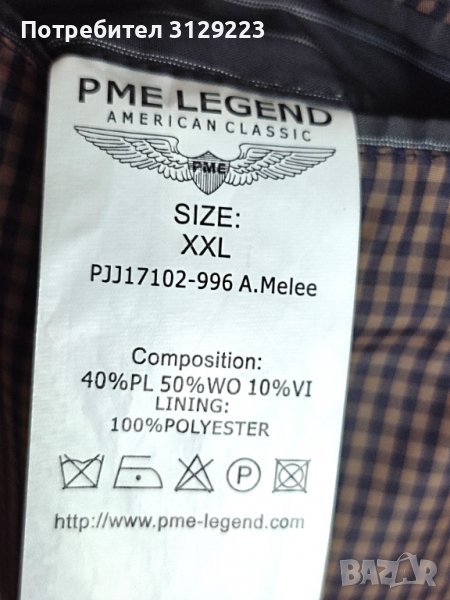 Потребител 3129223
PME LEGEND
AMERICAN CLASSIC
PME
SIZE:
XXL
PJJ17102-996 A.Melee
Composition:
40%PL 50%WO 10%VI
LINING:
100%POLYESTER
P
http://www.pme-legend.com
BAZAR